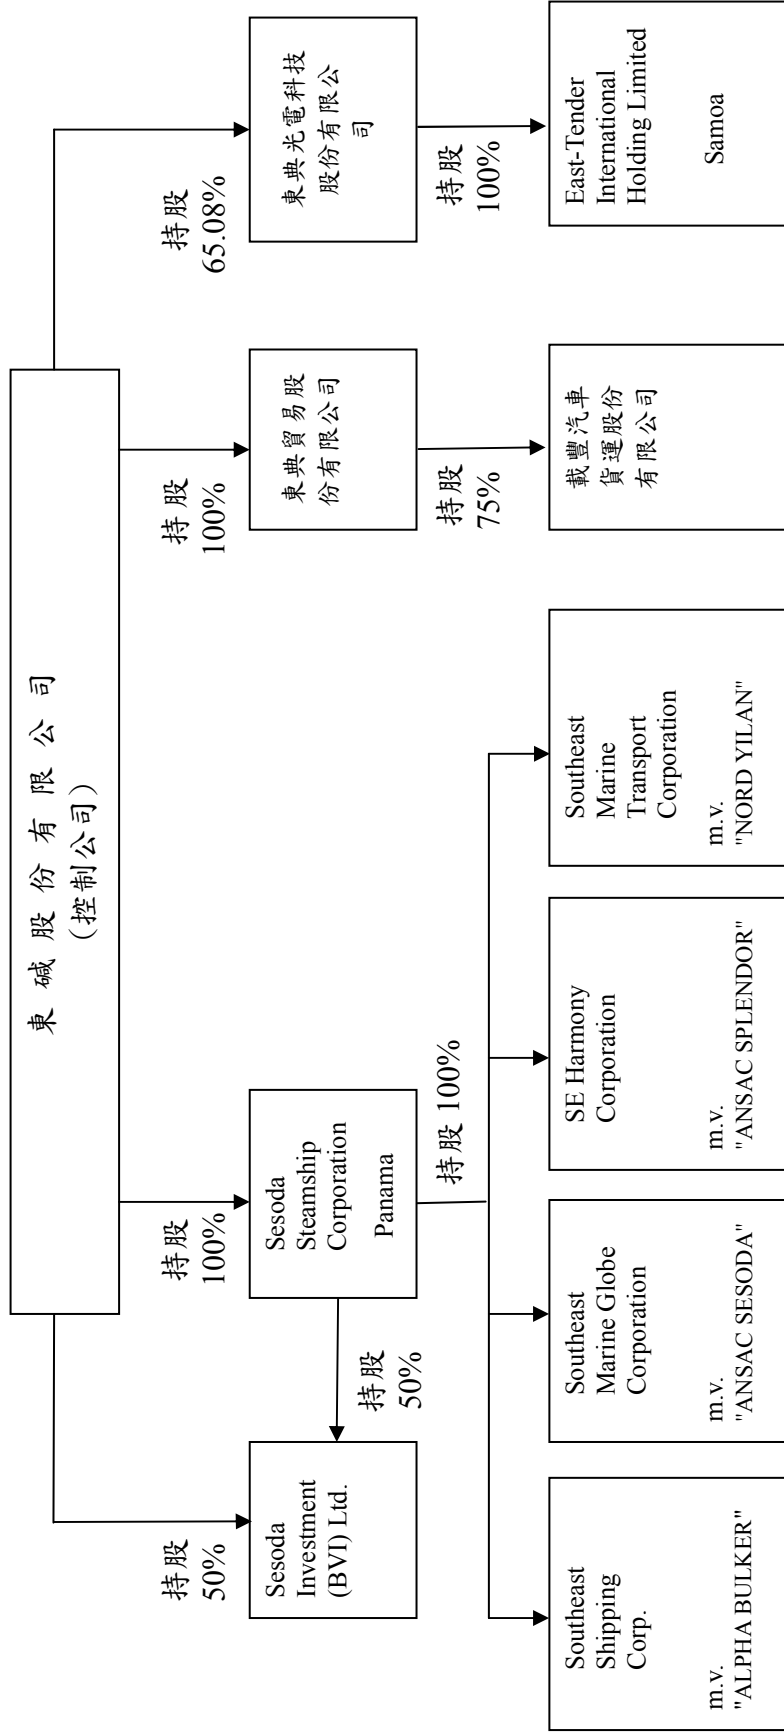 東 碱 股 份 有 限 公 司
(控制公司)
持股
50%
持股
100%
持股
100%
持股
65.08%
Sesoda
Investment
(BVI) Ltd.
持股
50%
Sesoda
Steamship
Corporation
Panama
東典貿易股
份有限公司
東典光電科技
股份有限公
司
持股 100%
持股
75%
持股
100%
Southeast
Shipping
Corp.
m.v.
"ALPHA BULKER"
Southeast
Marine Globe
Corporation
m.v.
"ANSAC SESODA"
SE Harmony
Corporation
m.v.
"ANSAC SPLENDOR"
Southeast
Marine
Transport
Corporation
m.v.
"NORD YILAN"
載豐汽車
貨運股份
有限公司
East-Tender
International
Holding Limited
Samoa